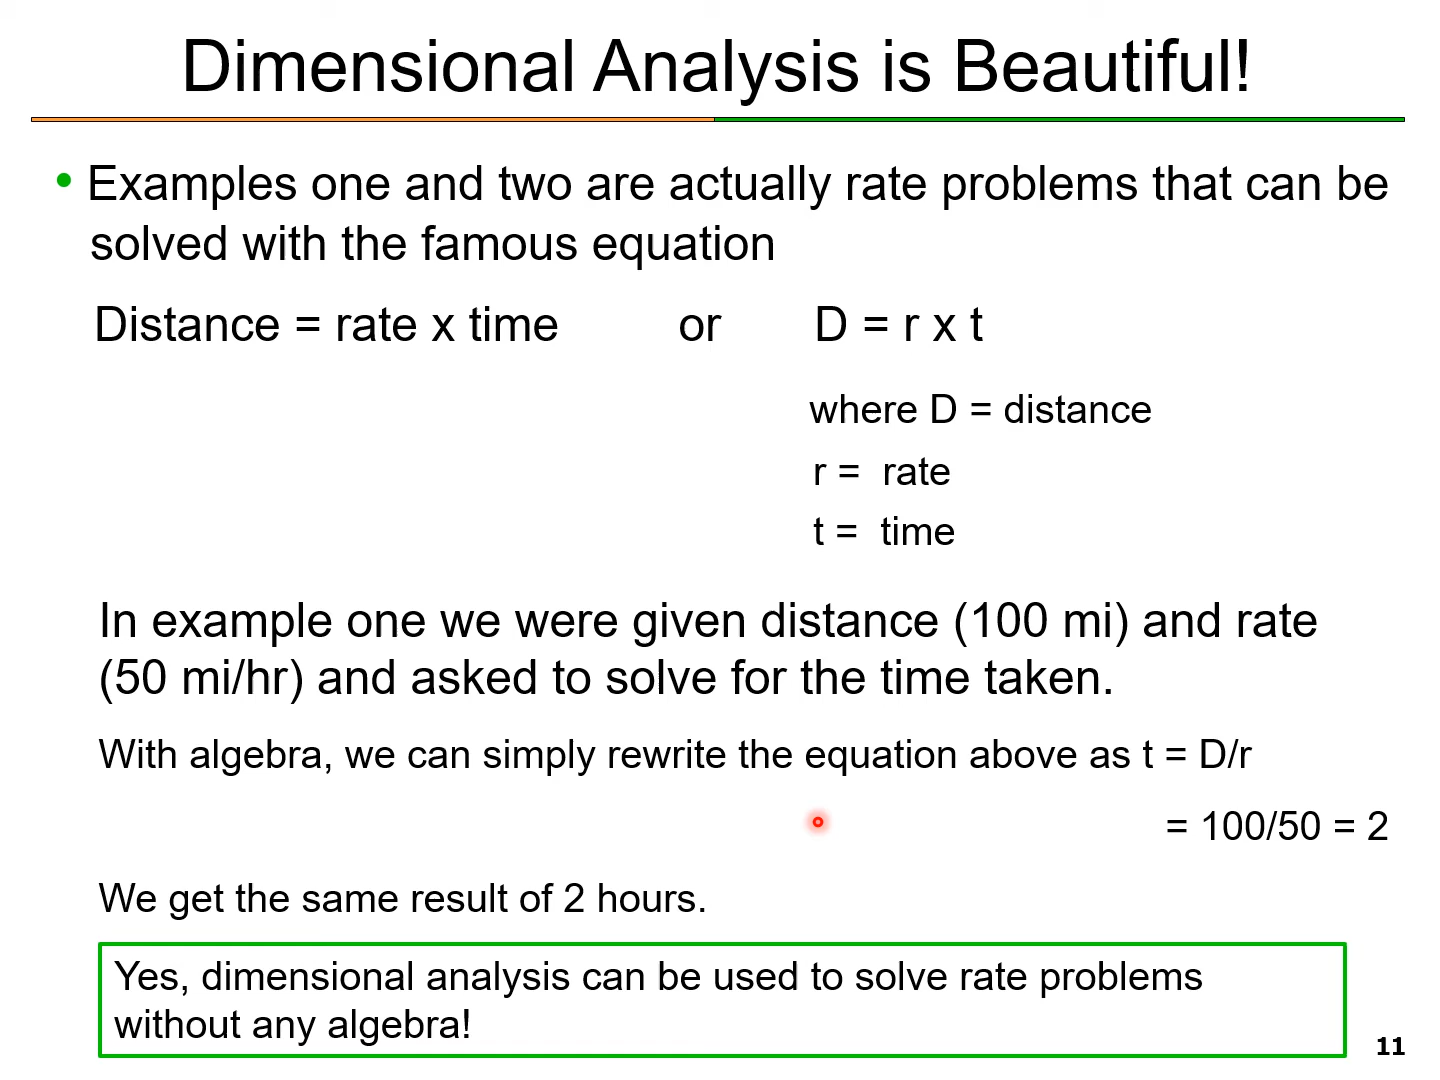 Dimensional Analysis is Beautiful!
• Examples one and two are actually rate problems that can be
solved with the famous equation
Distance = rate x time or D = r x t
where D = distance
r = rate
t = time
In example one we were given distance (100 mi) and rate
(50 mi/hr) and asked to solve for the time taken.
With algebra, we can simply rewrite the equation above as t = D/r
= 100/50 = 2
We get the same result of 2 hours.
Yes, dimensional analysis can be used to solve rate problems
without any algebra!
11